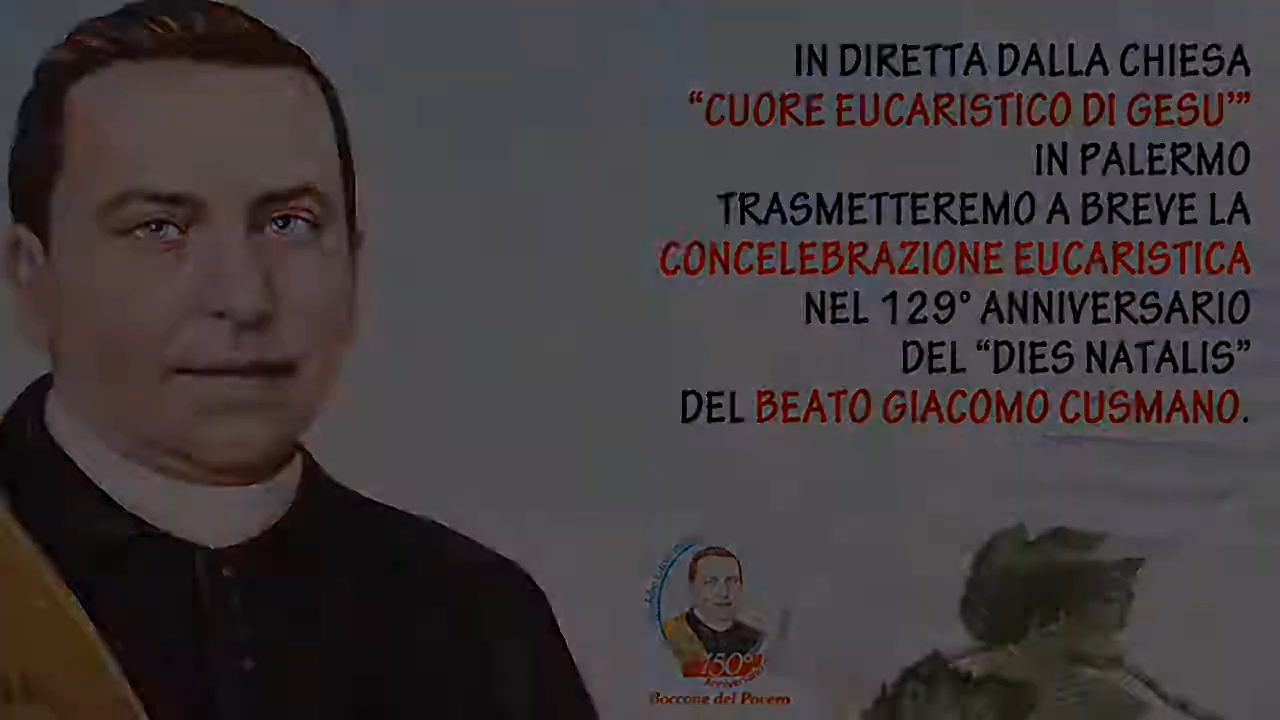 IN DIRETTA DALLA CHIESA
“CUORE EUCARISTICO DI GESU’”
IN PALERMO
TRASMETTEREMO A BREVE LA
CONCELEBRAZIONE EUCARISTICA
NEL 129° ANNIVERSARIO
DEL “DIES NATALIS”
DEL BEATO GIACOMO CUSMANO.
150°
Anniversario
Boccone del Povero